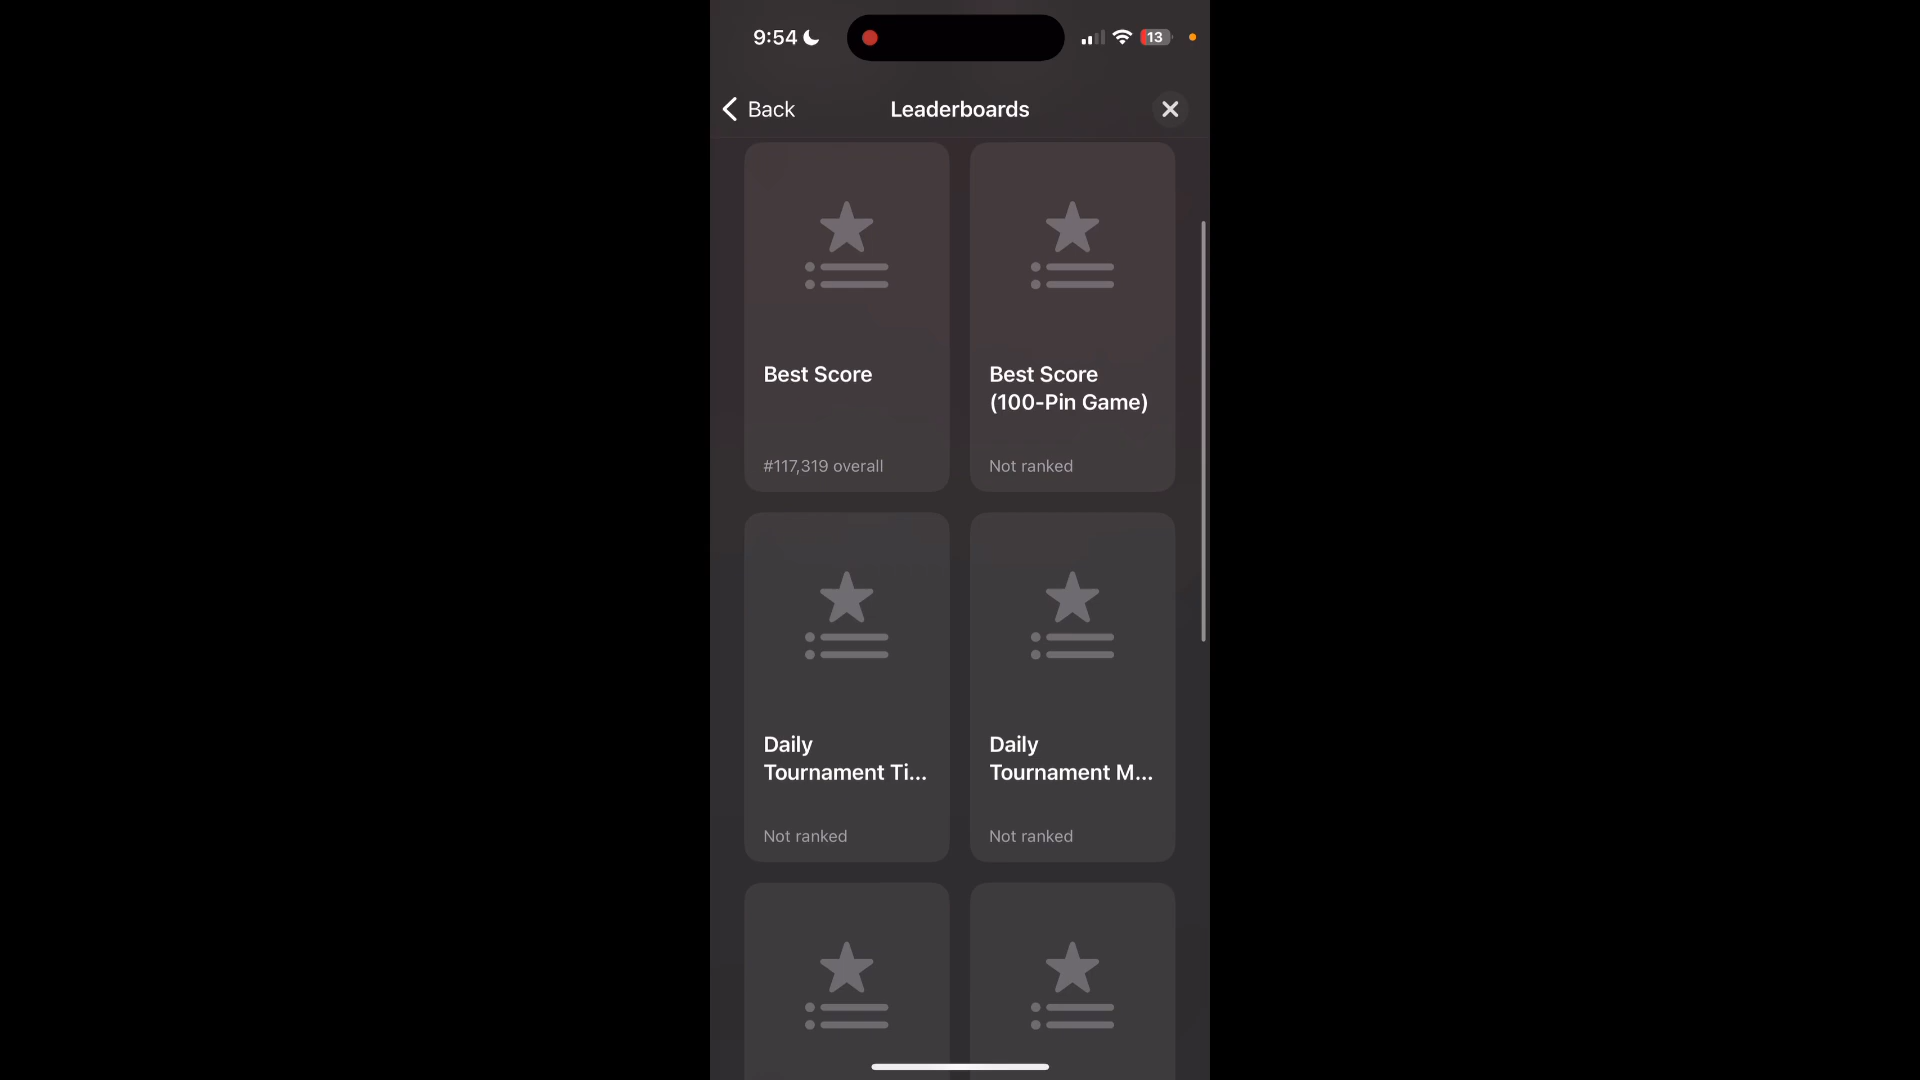 9:54
13
Back
Leaderboards
Best Score
#117,319 overall
Best Score
(100-Pin Game)
Not ranked
Daily
Tournament Ti...
Not ranked
Daily
Tournament M...
Not ranked